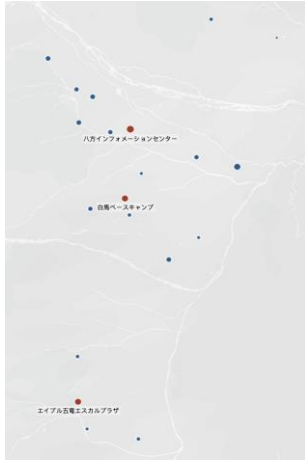 八方インフォメーションセンター
白馬ベースキャンプ
エイブル五竜エスカルプラザ